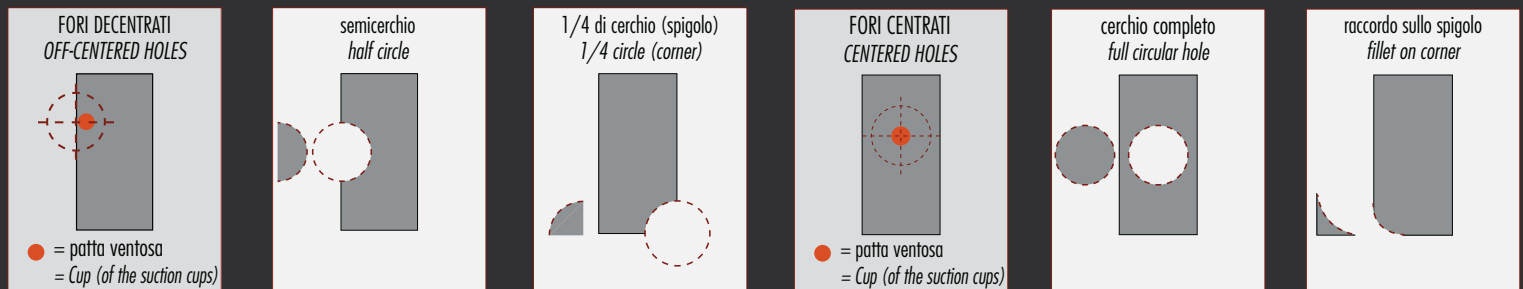 FORI DECENTRATI
OFF-CENTERED HOLES
= patta ventosa
= Cup (of the suction cups)
semicerchio
half circle
1/4 di cerchio (spigolo)
1/4 circle (corner)
FORI CENTRATI
CENTERED HOLES
= patta ventosa
= Cup (of the suction cups)
cerchio completo
full circular hole
raccordo sullo spigolo
fillet on corner